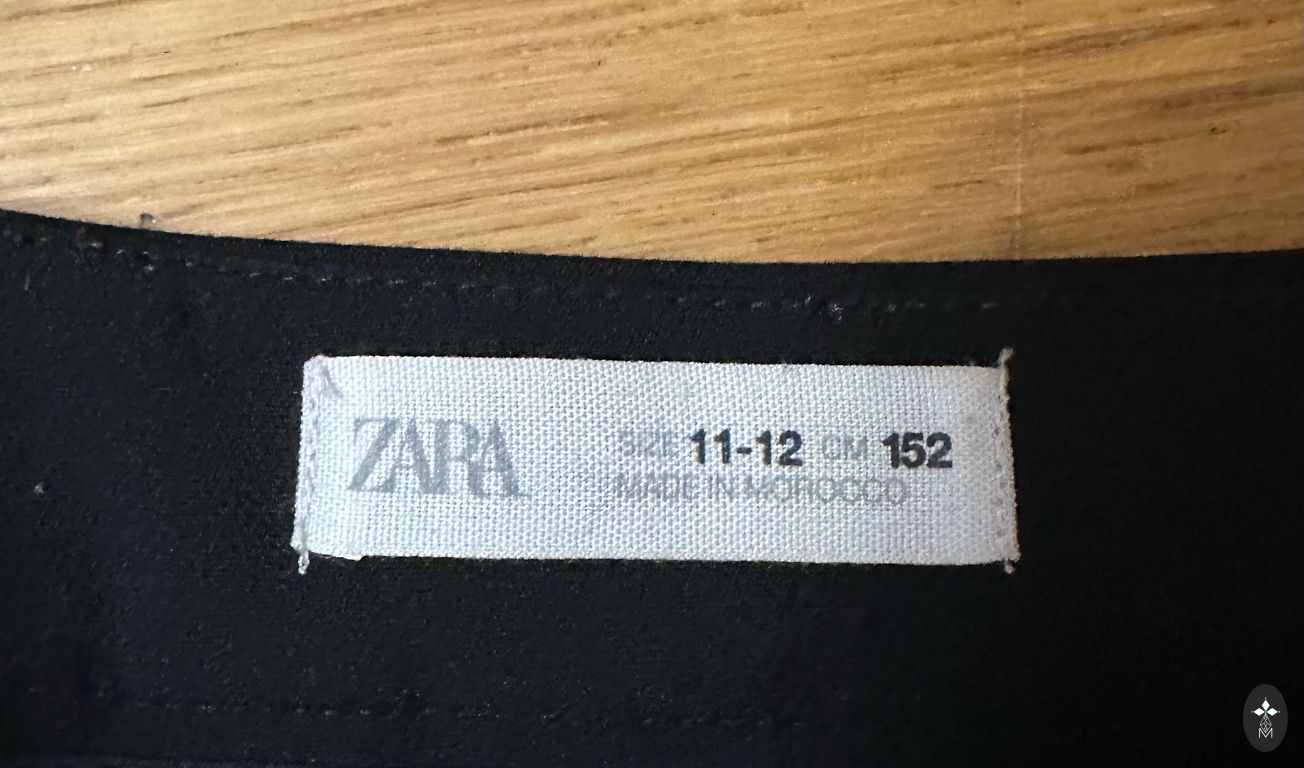 ZARA
SIZE 11-12 CM 152
MADE IN MOROCCO
M